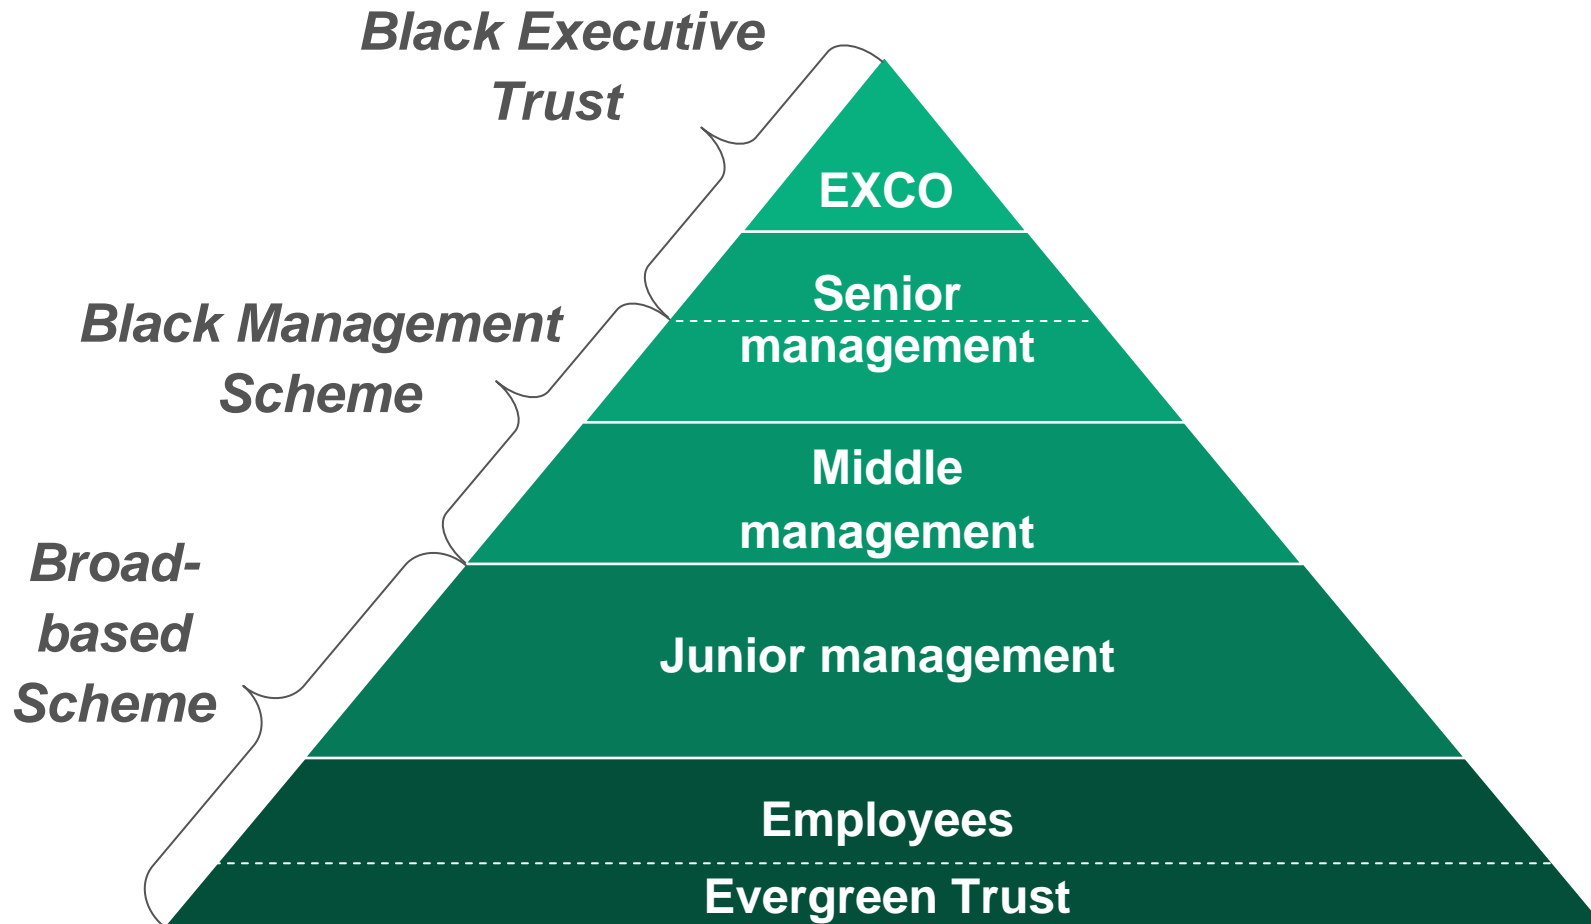 Black Executive
Trust
EXCO
Senior
management
Black Management
Scheme
Middle
management
Broad-
based
Scheme
Junior management
Employees
Evergreen Trust